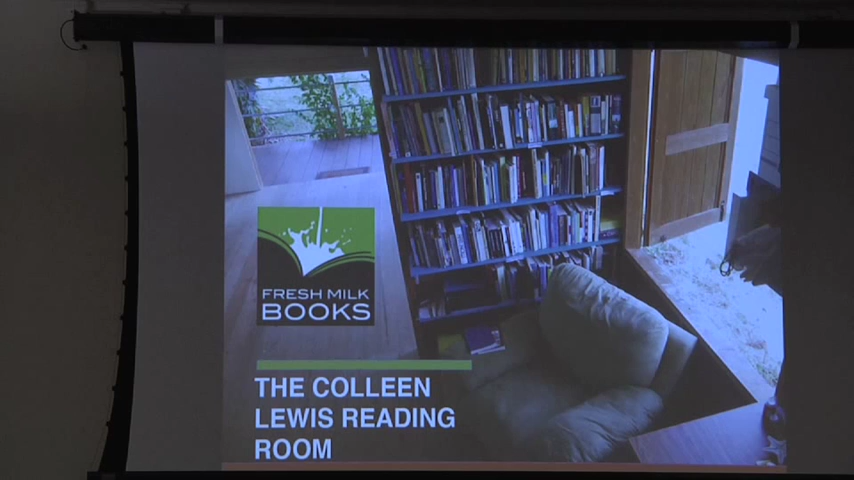 FRESH MILK
BOOKS
THE COLLEEN
LEWIS READING
ROOM